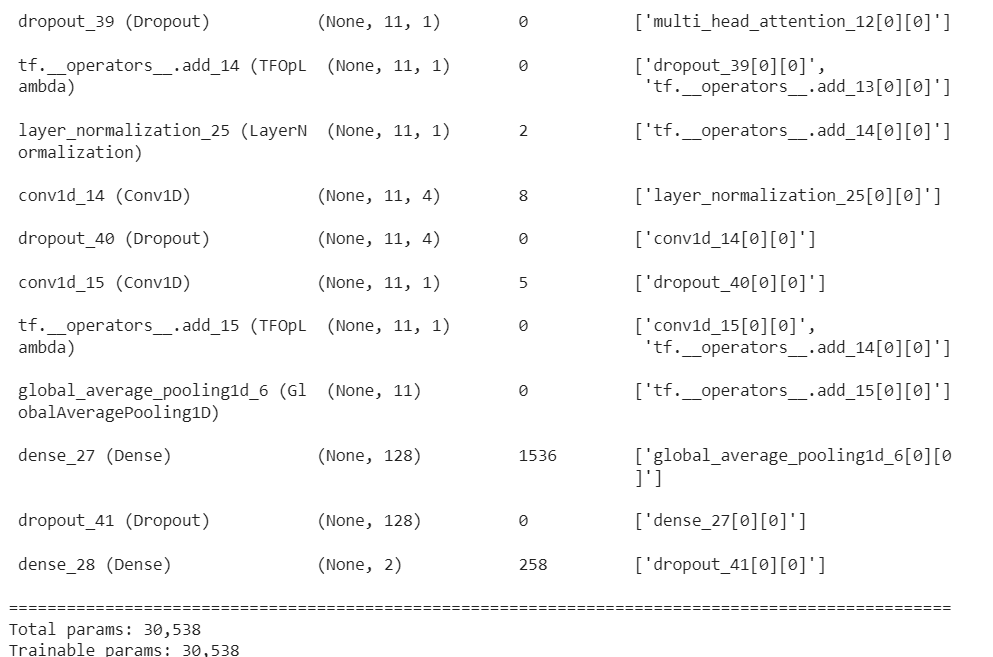 dropout_39 (Dropout) (None, 11, 1) 0 ['multi_head_attention_12[0][0]']
tf.__operators__.add_14 (TFOpL (None, 11, 1) 0 ['dropout_39[0][0]',
ambda) 'tf.__operators__.add_13[0][0]']
layer_normalization_25 (LayerN (None, 11, 1) 2 ['tf.__operators__.add_14[0][0]']
ormalization)
conv1d_14 (Conv1D) (None, 11, 4) 8 ['layer_normalization_25[0][0]']
dropout_40 (Dropout) (None, 11, 4) 0 ['conv1d_14[0][0]']
conv1d_15 (Conv1D) (None, 11, 1) 5 ['dropout_40[0][0]']
tf.__operators__.add_15 (TFOpL (None, 11, 1) 0 ['conv1d_15[0][0]',
ambda) 'tf.__operators__.add_14[0][0]']
global_average_pooling1d_6 (Gl (None, 11) 0 ['tf.__operators__.add_15[0][0]']
obalAveragePooling1D)
dense_27 (Dense) (None, 128) 1536 ['global_average_pooling1d_6[0][0
]']
dropout_41 (Dropout) (None, 128) 0 ['dense_27[0][0]']
dense_28 (Dense) (None, 2) 258 ['dropout_41[0][0]']
==================================================================================================
Total params: 30,538
Trainable params: 30,538